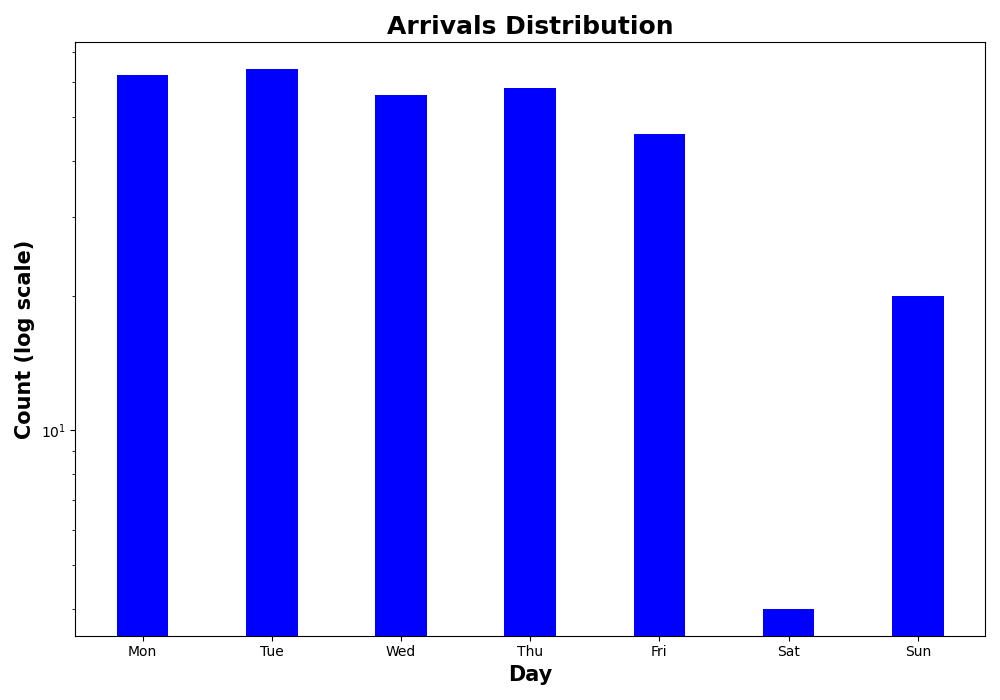 Arrivals Distribution
Count (log scale)
10¹
Mon Tue Wed Thu Fri Sat Sun
Day